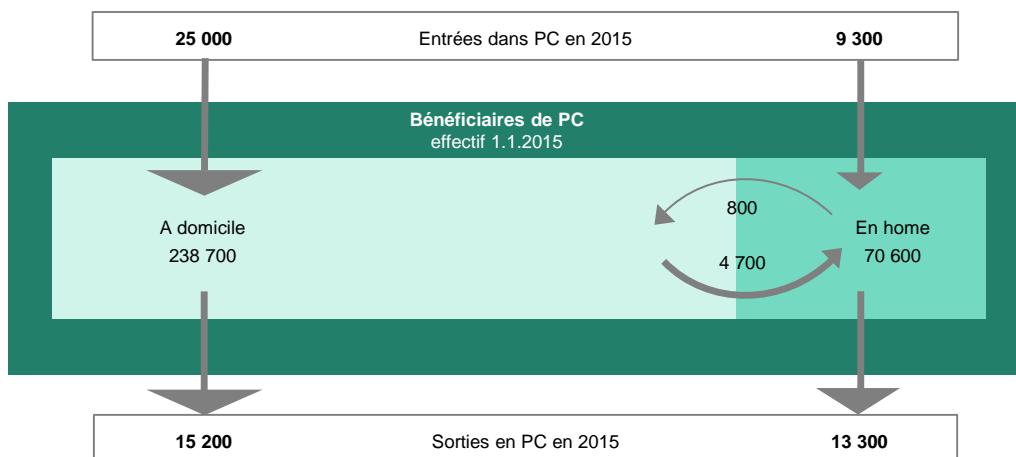 25 000 Entrées dans PC en 2015 9 300
Bénéficiaires de PC
effectif 1.1.2015
800
A domicile
238 700
En home
70 600
4 700
15 200 Sorties en PC en 2015 13 300